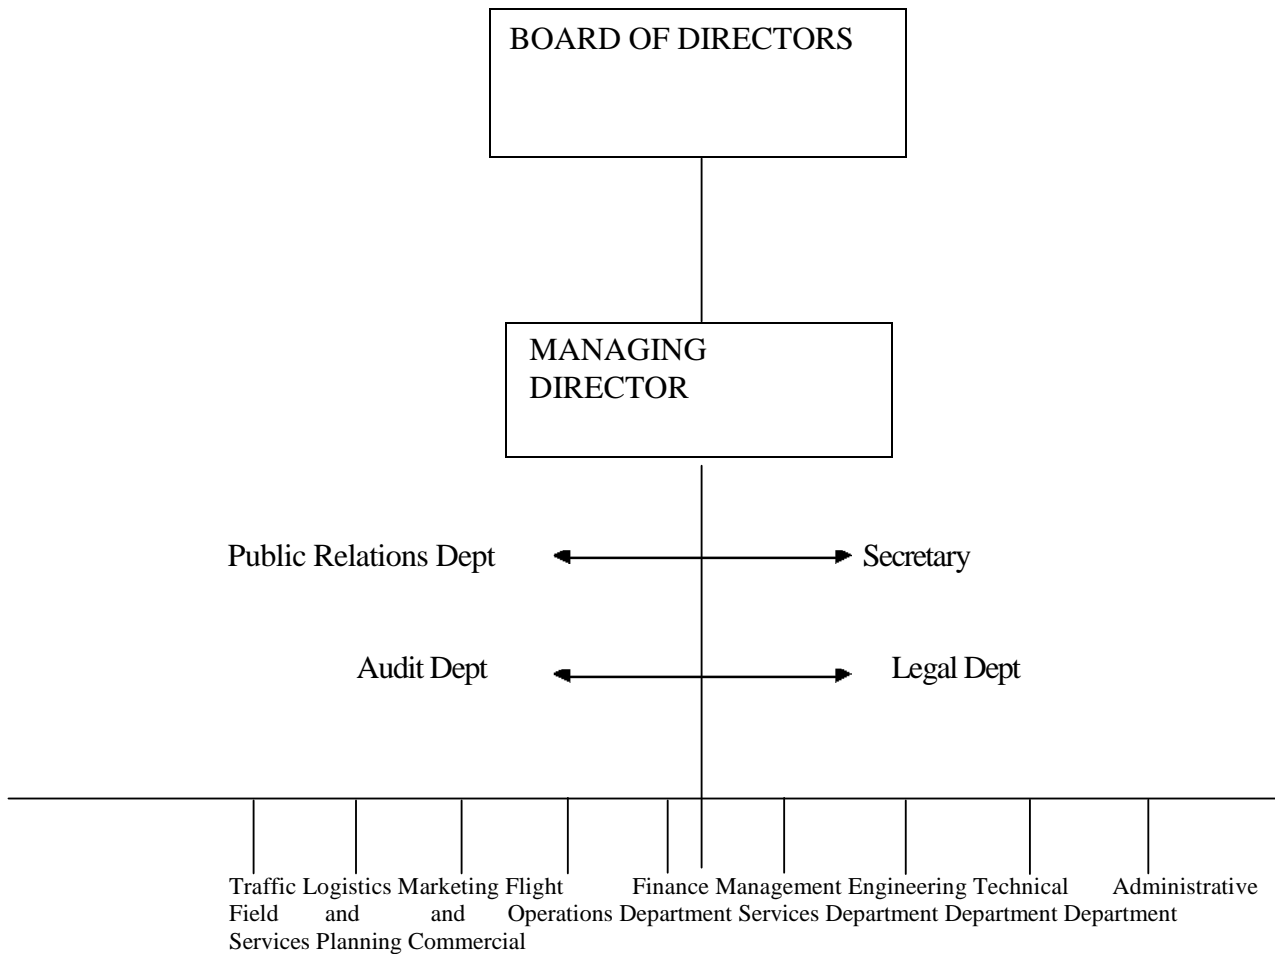 BOARD OF DIRECTORS
MANAGING
DIRECTOR
Public Relations Dept
Secretary
Audit Dept
Legal Dept
Traffic Logistics Marketing Flight Finance Management Engineering Technical Administrative
Field and and Operations Department Services Department Department Department
Services Planning Commercial